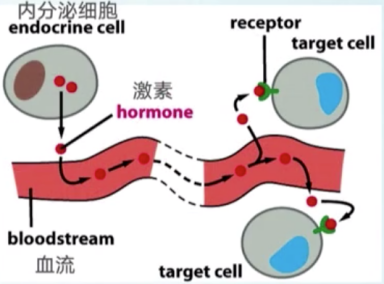 内分泌细胞
endocrine cell
receptor
target cell
激素
hormone
bloodstream
血流
target cell